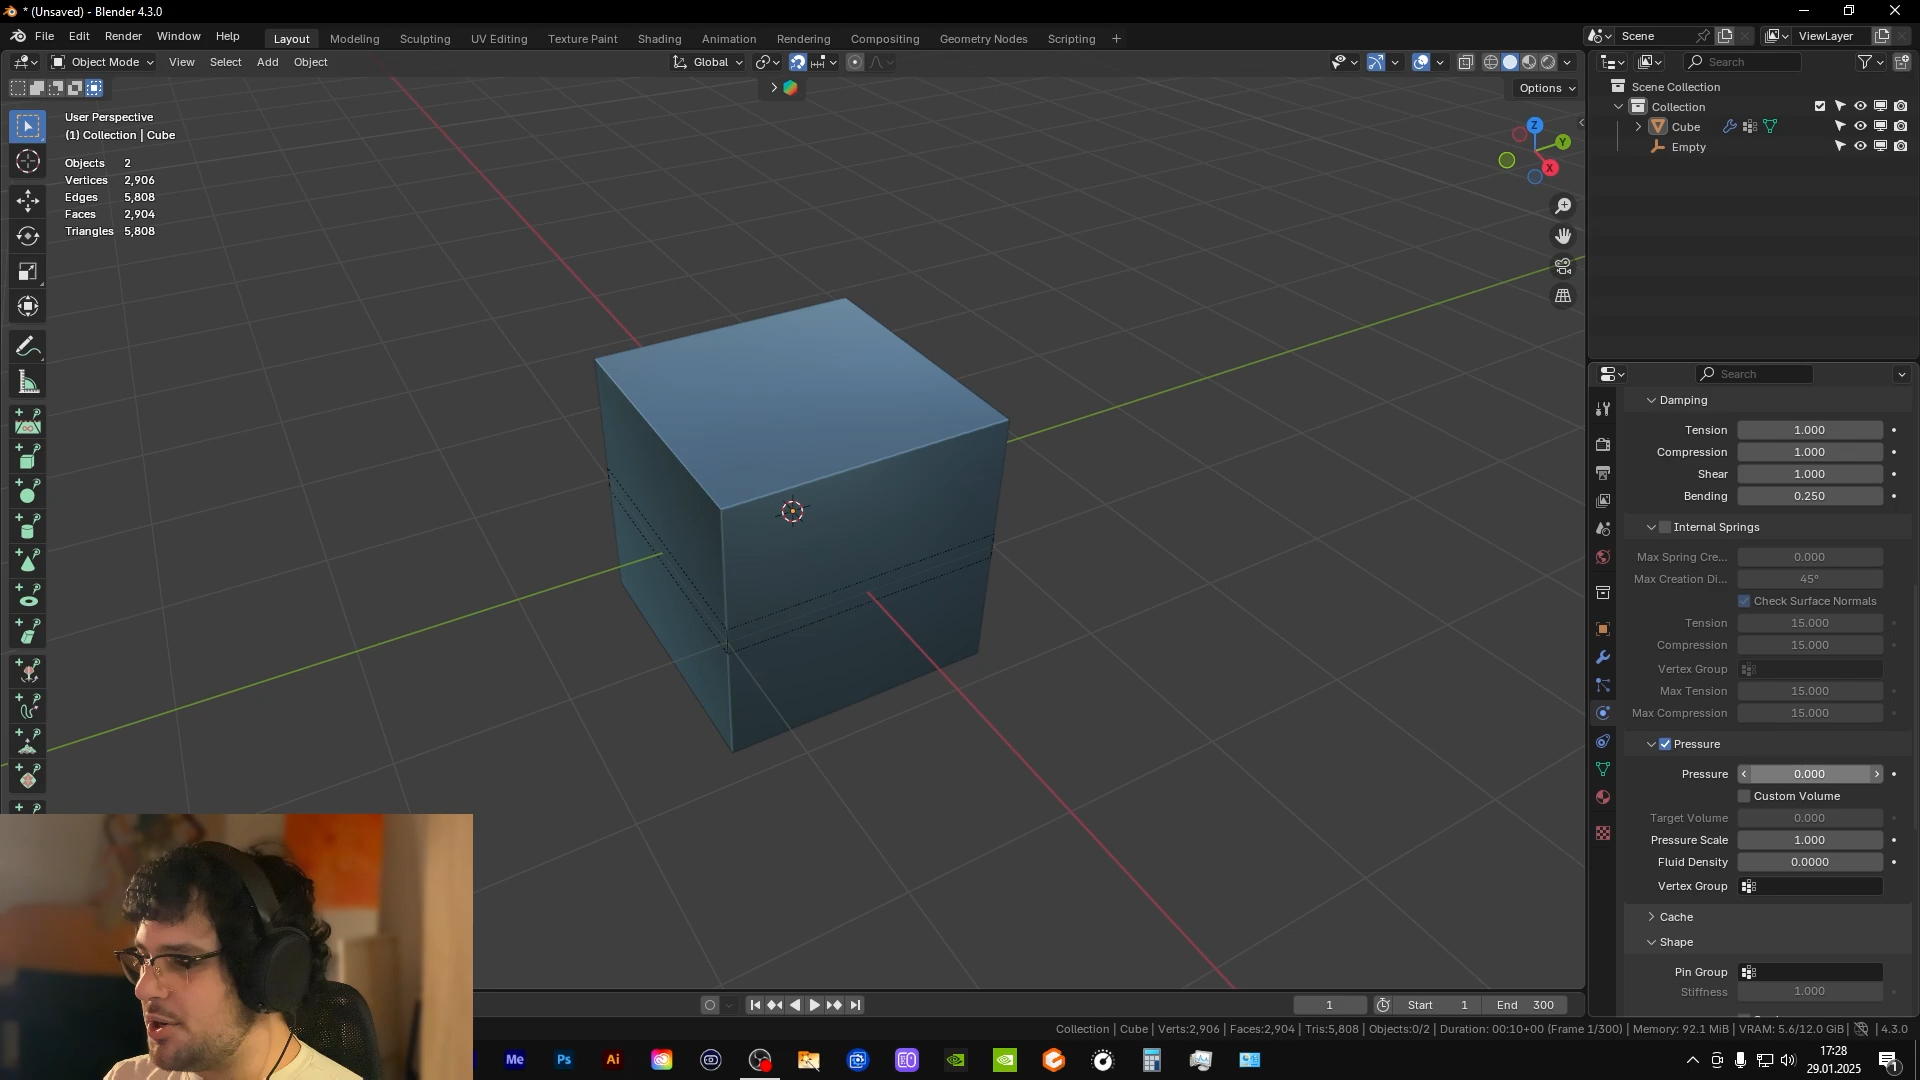 * (Unsaved) - Blender 4.3.0
File Edit Render Window Help
Layout Modeling Sculpting UV Editing Texture Paint Shading Animation Rendering Compositing Geometry Nodes Scripting +
Scene
ViewLayer
Object Mode View Select Add Object
Global
Search
Options
User Perspective
(1) Collection | Cube
Objects 2
Vertices 2,906
Edges 5,808
Faces 2,904
Triangles 5,808
Z
Y
X
Scene Collection
Collection
Cube
Empty
Search
Damping
Tension 1.000
Compression 1.000
Shear 1.000
Bending 0.250
Internal Springs
Max Spring Cre... 0.000
Max Creation Di... 45°
Check Surface Normals
Tension 15.000
Compression 15.000
Vertex Group
Max Tension 15.000
Max Compression 15.000
Pressure
Pressure 0.000
Custom Volume
Target Volume 0.000
Pressure Scale 1.000
Fluid Density 0.0000
Vertex Group
Cache
Shape
Pin Group
Stiffness 1.000
1
Start 1
End 300
Collection | Cube | Verts:2,906 | Faces:2,904 | Tris:5,808 | Objects:0/2 | Duration: 00:10+00 (Frame 1/300) | Memory: 92.1 MiB | VRAM: 5.6/12.0 GiB | 4.3.0
Me
Ps
Ai
17:28
29.01.2025
1